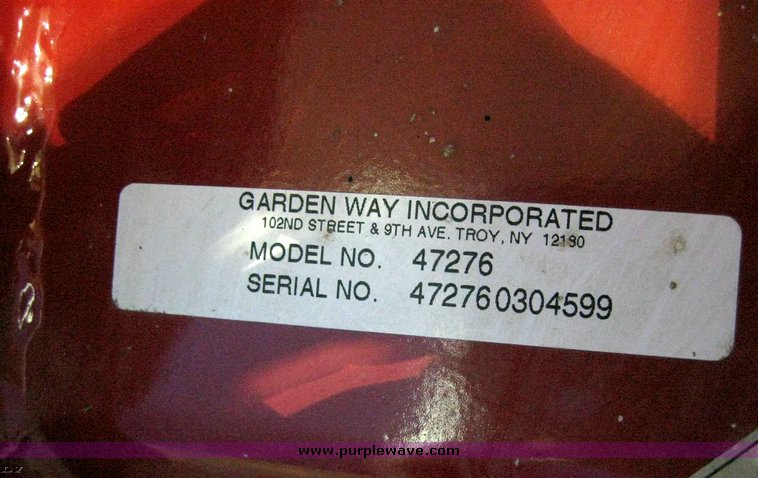 GARDEN WAY INCORPORATED
102ND STREET & 9TH AVE. TROY, NY 12180
MODEL NO. 47276
SERIAL NO. 472760304599
www.purplewave.com